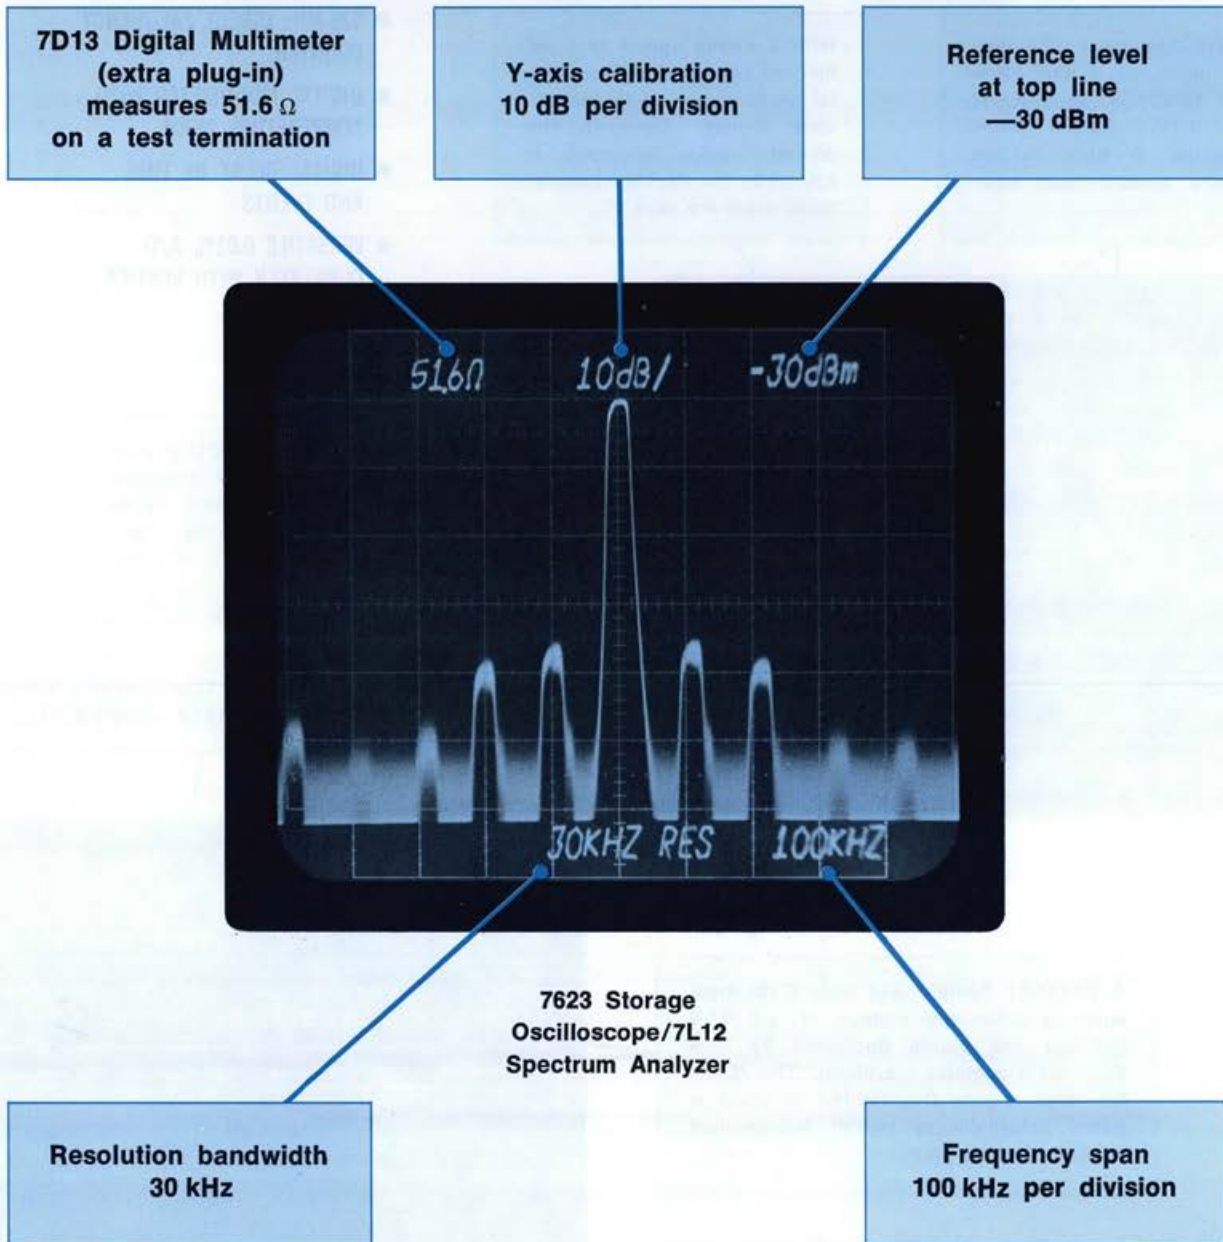 7D13 Digital Multimeter
(extra plug-in)
measures 51.6 Ω
on a test termination
Y-axis calibration
10 dB per division
Reference level
at top line
—30 dBm
51.6Ω
10dB/
-30dBm
30KHZ RES
100KHZ
7623 Storage
Oscilloscope/7L12
Spectrum Analyzer
Resolution bandwidth
30 kHz
Frequency span
100 kHz per division